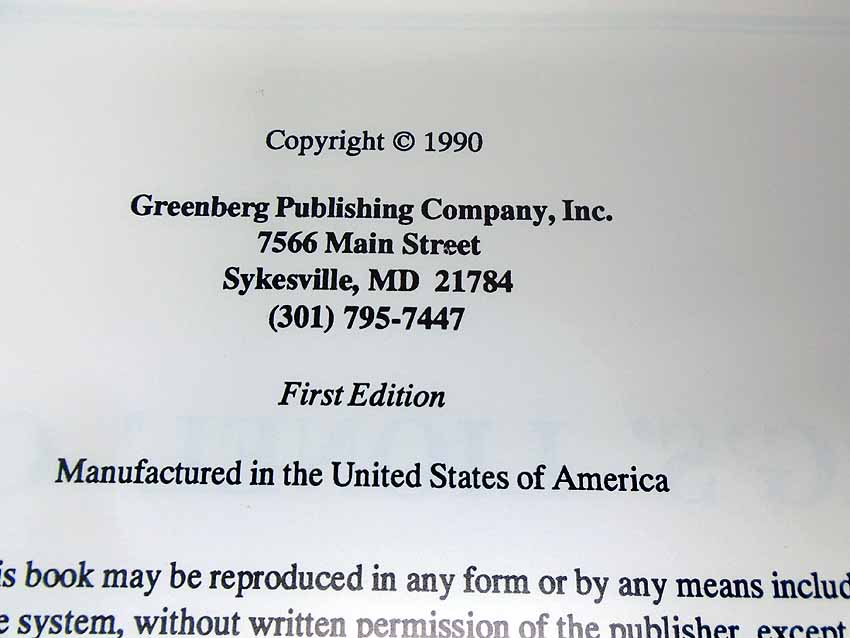 Copyright © 1990
Greenberg Publishing Company, Inc.
7566 Main Street
Sykesville, MD 21784
(301) 795-7447
First Edition
Manufactured in the United States of America
is book may be reproduced in any form or by any means includ
e system, without written permission of the publisher, except